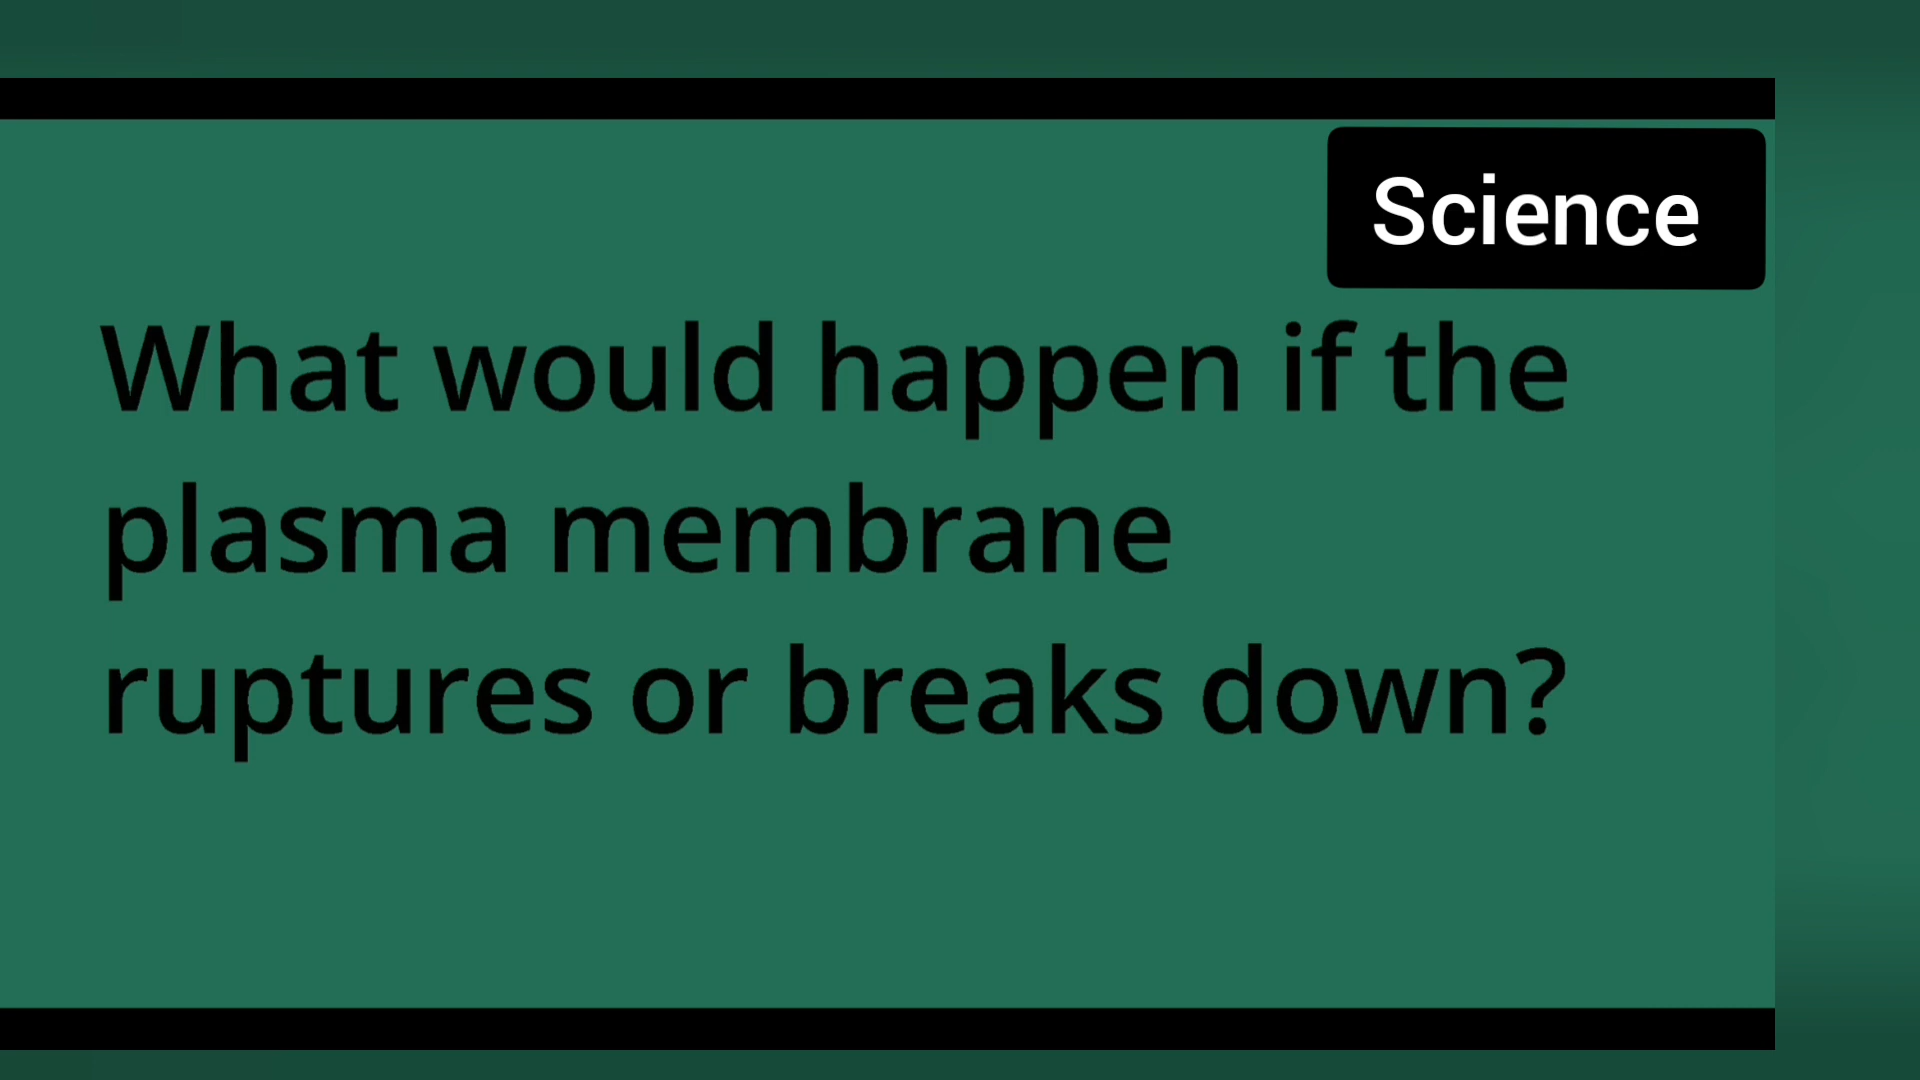 Science
What would happen if the
plasma membrane
ruptures or breaks down?